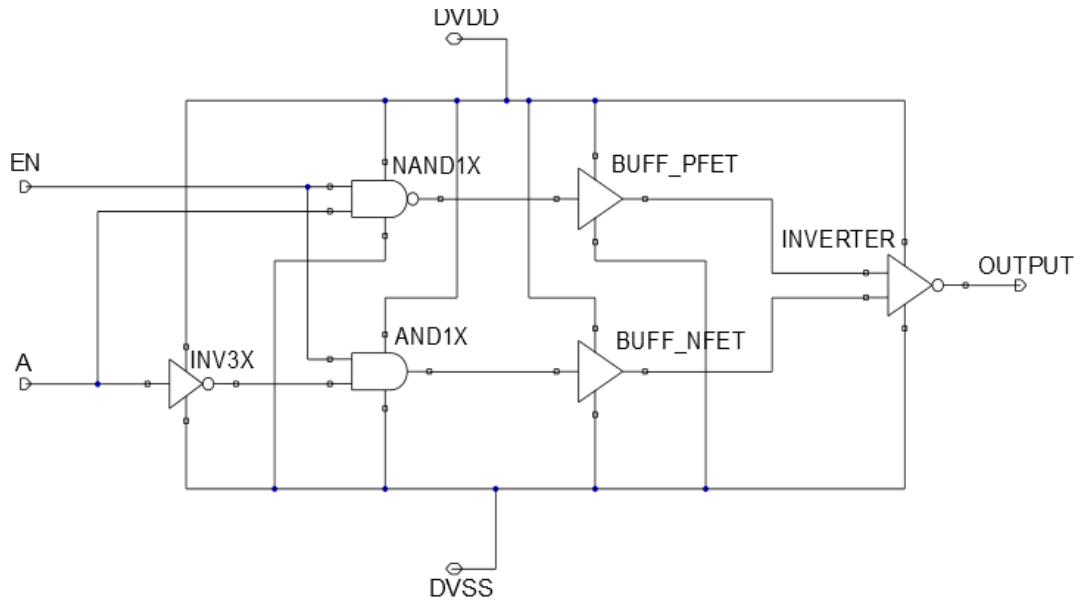 DVDD
EN
NAND1X
BUFF_PFET
INVERTER
OUTPUT
A
INV3X
AND1X
BUFF_NFET
DVSS